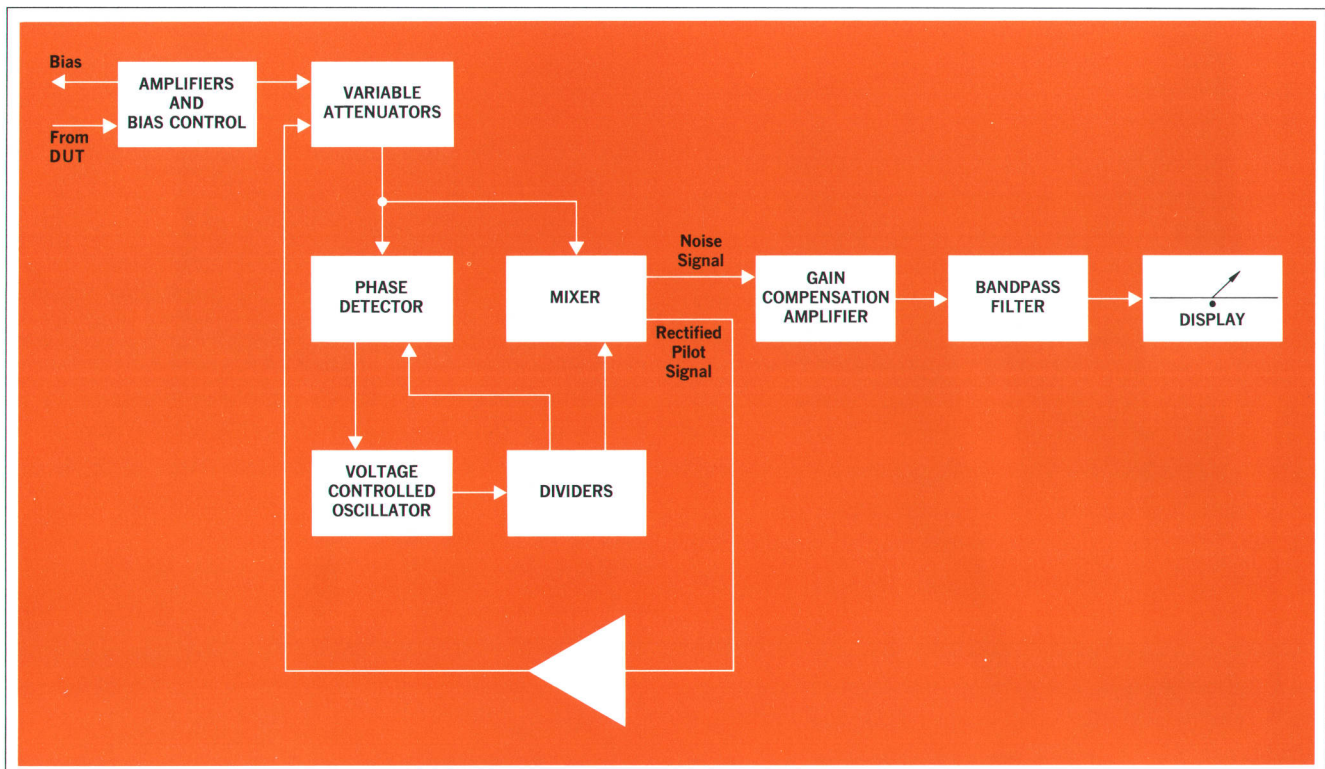 Bias
From
DUT
AMPLIFIERS
AND
BIAS CONTROL
VARIABLE
ATTENUATORS
PHASE
DETECTOR
MIXER
Noise
Signal
Rectified
Pilot
Signal
GAIN
COMPENSATION
AMPLIFIER
BANDPASS
FILTER
DISPLAY
VOLTAGE
CONTROLLED
OSCILLATOR
DIVIDERS